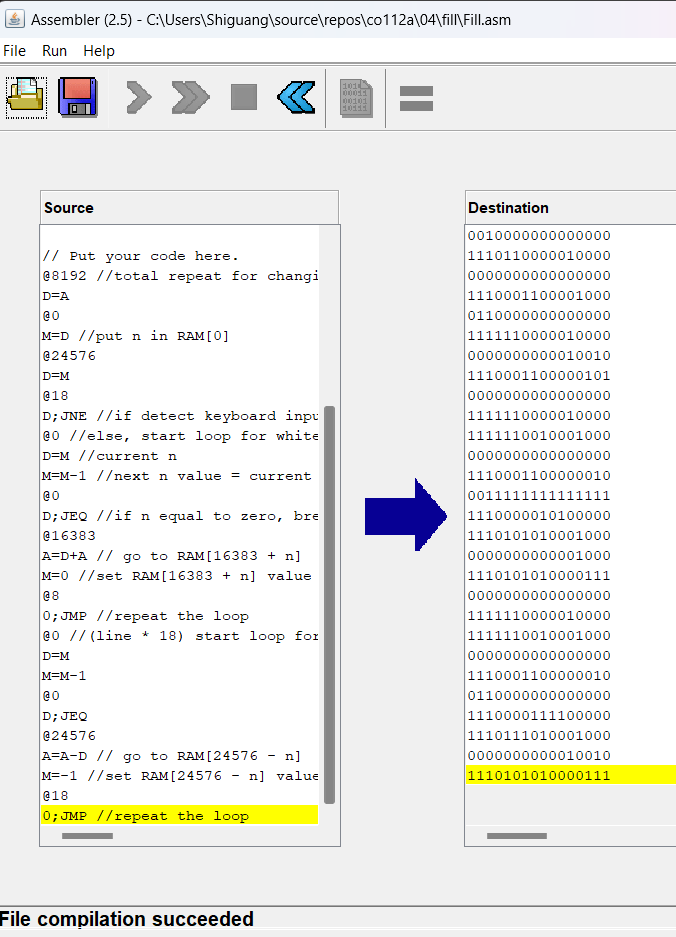 Assembler (2.5) - C:\Users\Shiguang\source\repos\co112a\04\fill\Fill.asm
File Run Help
Source
// Put your code here.
@8192 //total repeat for changi
D=A
@0
M=D //put n in RAM[0]
@24576
D=M
@18
D;JNE //if detect keyboard inpu
@0 //else, start loop for white
D=M //current n
M=M-1 //next n value = current
@0
D;JEQ //if n equal to zero, bre
@16383
A=D+A // go to RAM[16383 + n]
M=0 //set RAM[16383 + n] value
@8
0;JMP //repeat the loop
@0 //(line * 18) start loop for
D=M
M=M-1
@0
D;JEQ
@24576
A=A-D // go to RAM[24576 - n]
M=-1 //set RAM[24576 - n] value
@18
0;JMP //repeat the loop
Destination
0010000000000000
1110110000010000
0000000000000000
1110001100001000
0110000000000000
1111110000010000
0000000000010010
1110001100000101
0000000000000000
1111110000010000
1111110010001000
0000000000000000
1110001100000010
0011111111111111
1110000010100000
1110101010001000
0000000000001000
1110101010000111
0000000000000000
1111110000010000
1111110010001000
0000000000000000
1110001100000010
0110000000000000
1110000111100000
1110111010001000
0000000000010010
1110101010000111
File compilation succeeded